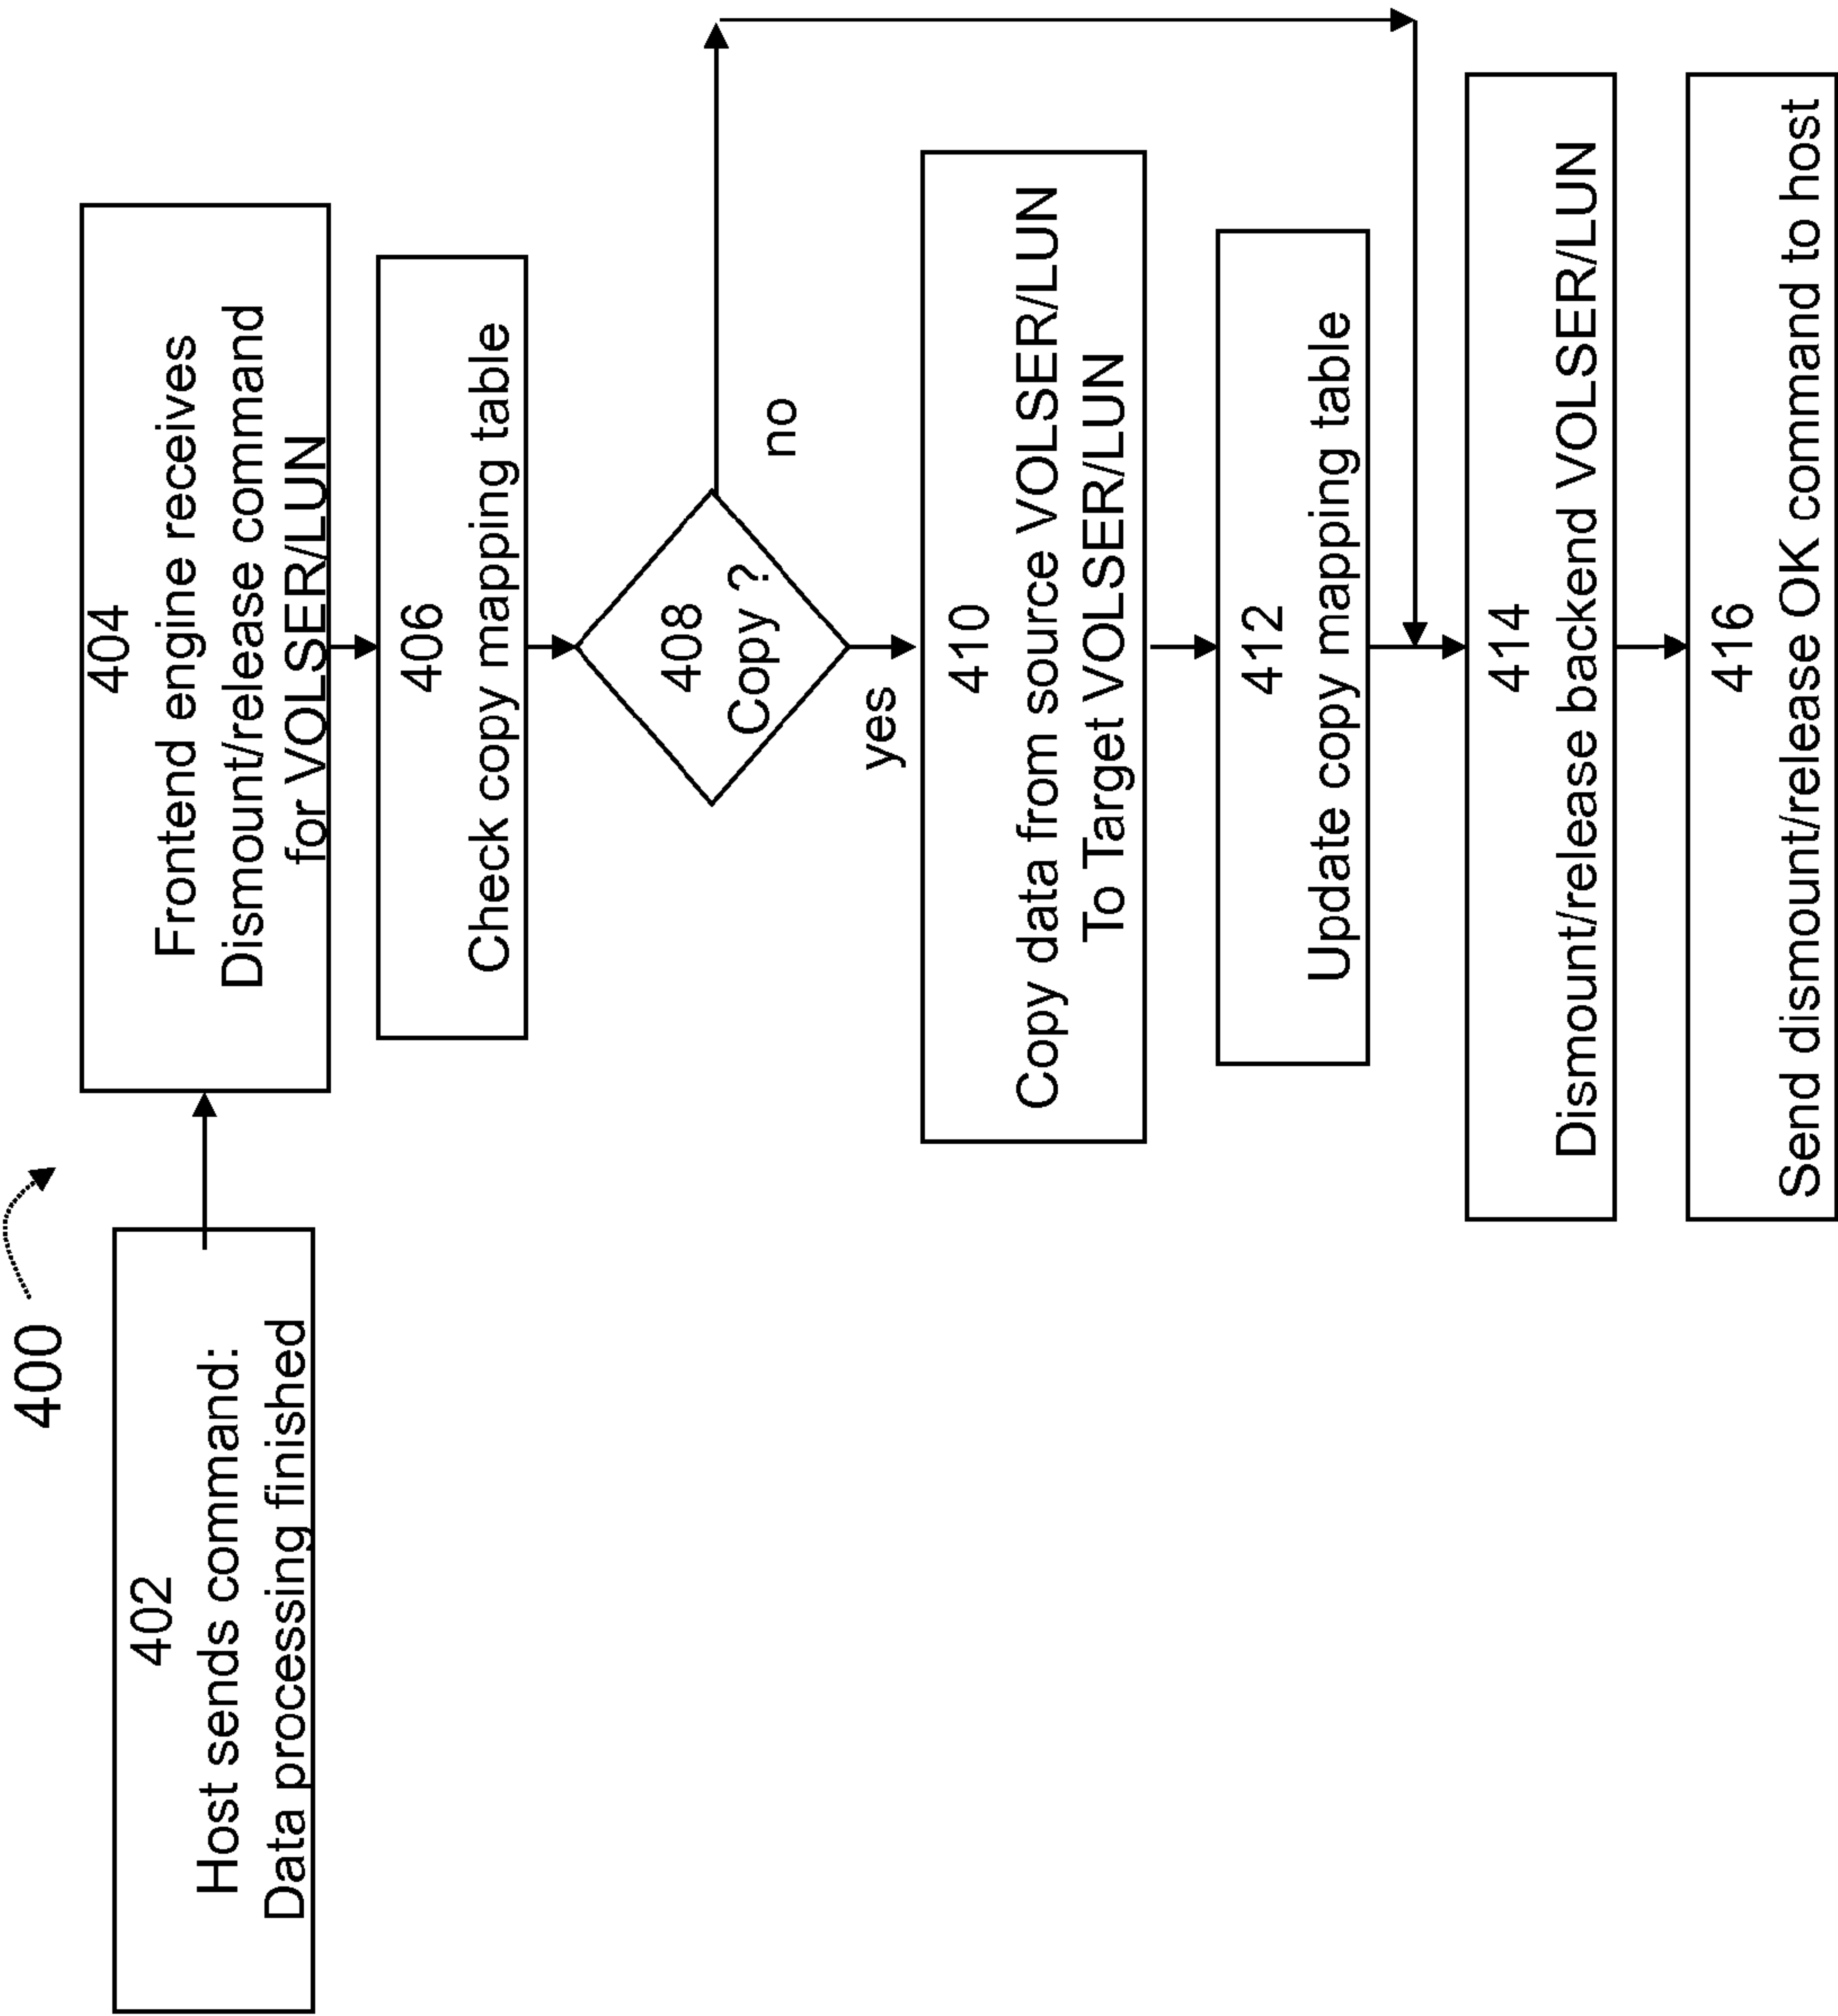 400
402
Host sends command:
Data processing finished
404
Frontend engine receives
Dismount/release command
for VOLSER/LUN
406
Check copy mapping table
408
Copy ?
no
yes
410
Copy data from source VOLSER/LUN
To Target VOLSER/LUN
412
Update copy mapping table
414
Dismount/release backend VOLSER/LUN
416
Send dismount/release OK command to host